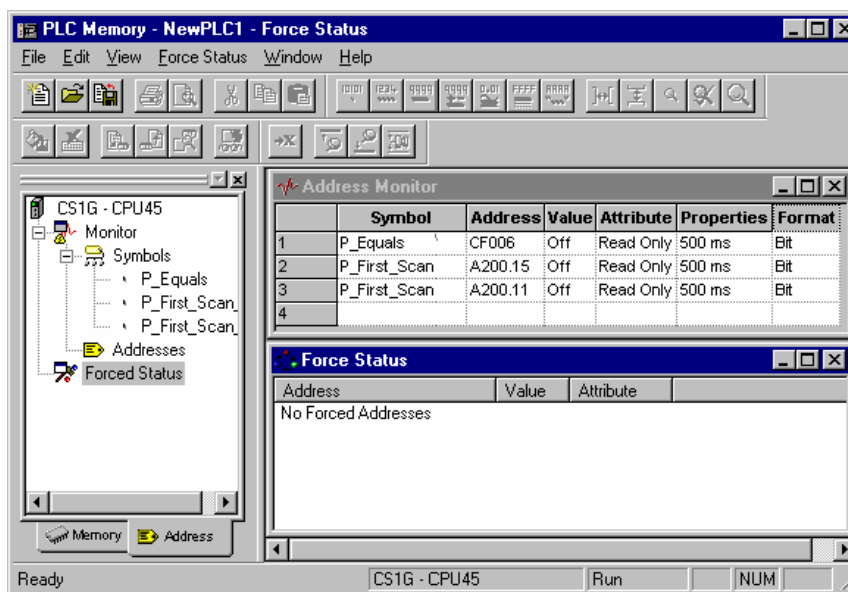 PLC Memory - NewPLC1 - Force Status
File Edit View Force Status Window Help
CS1G - CPU45
Monitor
Symbols
P_Equals
P_First_Scan_
P_First_Scan_
Addresses
Forced Status
Memory
Address
Address Monitor
Symbol Address Value Attribute Properties Format
1 P_Equals CF006 Off Read Only 500 ms Bit
2 P_First_Scan A200.15 Off Read Only 500 ms Bit
3 P_First_Scan A200.11 Off Read Only 500 ms Bit
4
Force Status
Address Value Attribute
No Forced Addresses
Ready CS1G - CPU45 Run NUM